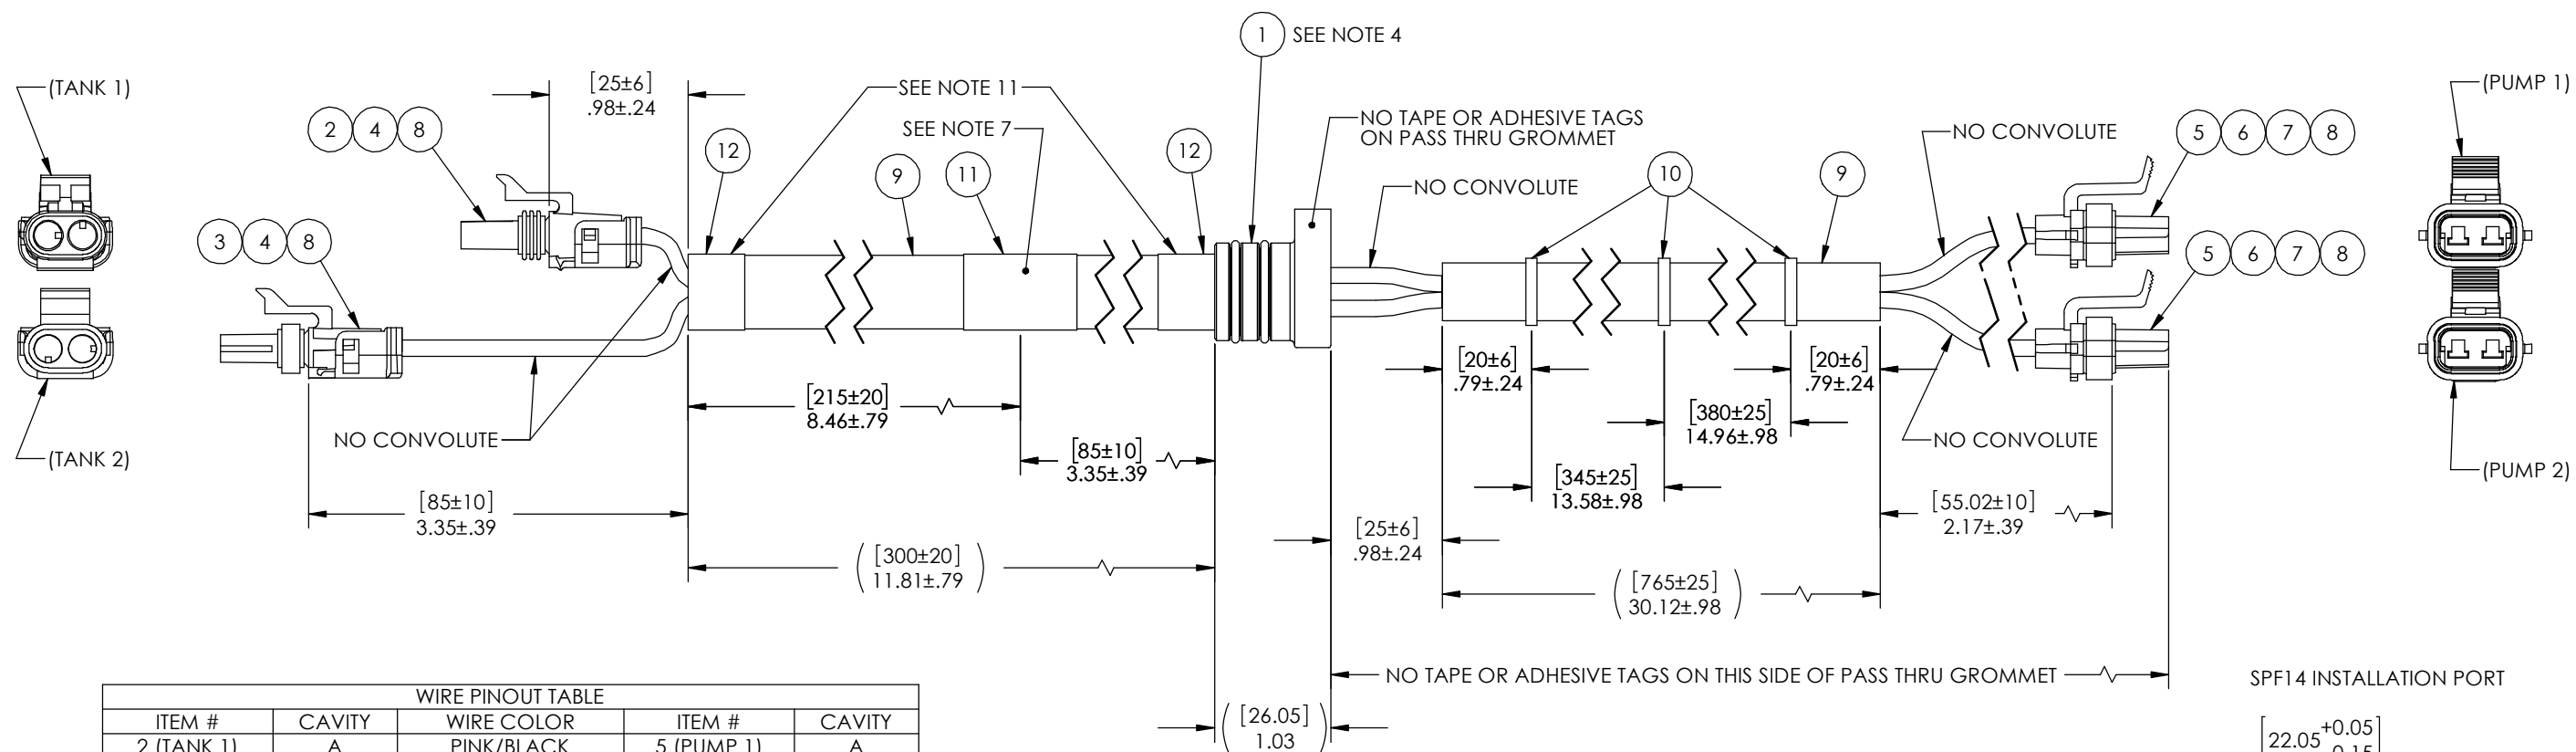 1 SEE NOTE 4
(TANK 1)
[25±6]
.98±.24
SEE NOTE 11
(PUMP 1)
2 4 8
SEE NOTE 7
NO TAPE OR ADHESIVE TAGS
ON PASS THRU GROMMET
NO CONVOLUTE
5 6 7 8
12
12
9
11
NO CONVOLUTE
10
9
3 4 8
5 6 7 8
[20±6]
.79±.24
[20±6]
.79±.24
[215±20]
8.46±.79
[380±25]
14.96±.98
NO CONVOLUTE
NO CONVOLUTE
(TANK 2)
[85±10]
3.35±.39
[345±25]
13.58±.98
(PUMP 2)
[85±10]
3.35±.39
[55.02±10]
2.17±.39
[25±6]
.98±.24
([300±20]
11.81±.79)
([765±25]
30.12±.98)
NO TAPE OR ADHESIVE TAGS ON THIS SIDE OF PASS THRU GROMMET
SPF14 INSTALLATION PORT
WIRE PINOUT TABLE
ITEM # CAVITY WIRE COLOR ITEM # CAVITY
2 (TANK 1) A PINK/BLACK 5 (PUMP 1) A
([26.05]
1.03)
[22.05 +0.05
-0.15]